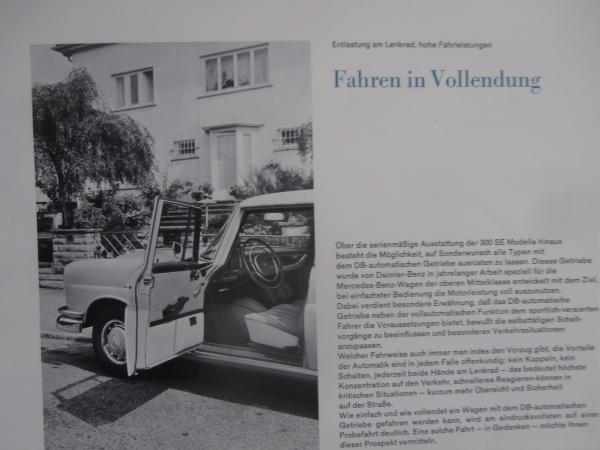 Entlastung am Lenkrad, hohe Fahrleistungen
Fahren in Vollendung
Über die serienmäßige Ausstattung der 300 SE Modelle hinaus
besteht die Möglichkeit, auf Sonderwunsch alle Typen mit
dem DB-automatischen Getriebe ausrüsten zu lassen. Dieses Getriebe
wurde von Daimler-Benz in jahrelanger Arbeit speziell für die
Mercedes-Benz-Wagen der oberen Mittelklasse entwickelt mit dem Ziel,
bei einfachster Bedienung die Motorleistung voll auszunutzen.
Dabei verdient besondere Erwähnung, daß das DB-automatische
Getriebe neben der vollautomatischen Funktion dem sportlich-versierten
Fahrer die Voraussetzungen bietet, bewußt die selbsttätigen Schalt-
vorgänge zu beeinflussen und besonderen Verkehrssituationen
anzupassen.
Welcher Fahrweise auch immer man indes den Vorzug gibt, die Vorteile
der Automatik sind in jedem Falle offenkundig: kein Kuppeln, kein
Schalten, jederzeit beide Hände am Lenkrad — das bedeutet höchste
Konzentration auf den Verkehr, schnelleres Reagieren-können in
kritischen Situationen — kurzum mehr Übersicht und Sicherheit
auf der Straße.
Wie einfach und wie vollendet ein Wagen mit dem DB-automatischen
Getriebe gefahren werden kann, wird am eindrucksvollsten auf einer
Probefahrt deutlich. Eine solche Fahrt — in Gedanken — möchte Ihnen
dieser Prospekt vermitteln.